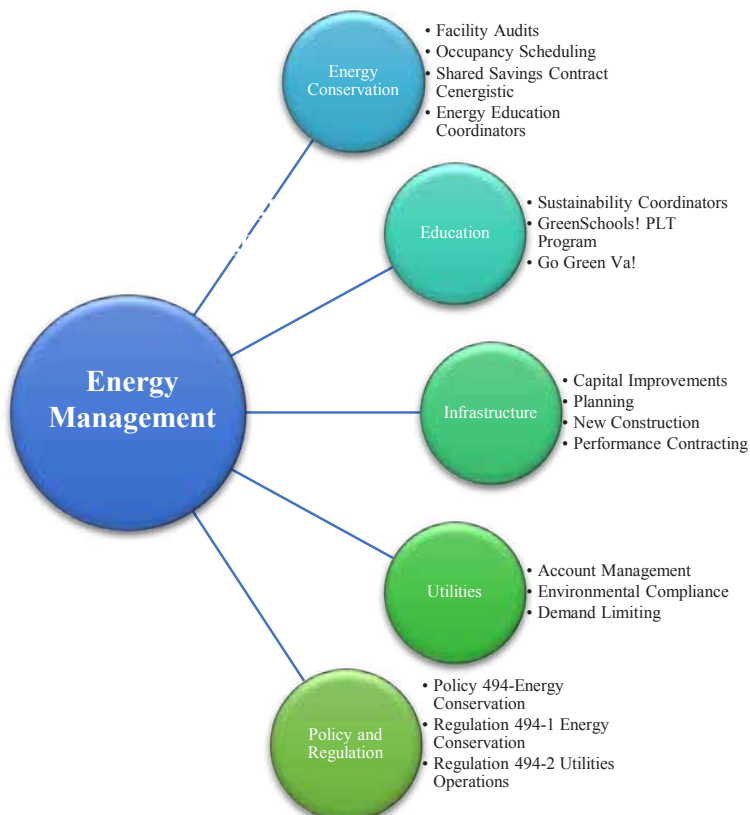 Energy
Conservation
• Facility Audits
• Occupancy Scheduling
• Shared Savings Contract
Cenergistic
• Energy Education
Coordinators
Education
• Sustainability Coordinators
• GreenSchools! PLT
Program
• Go Green Va!
Energy
Management
Infrastructure
• Capital Improvements
• Planning
• New Construction
• Performance Contracting
Utilities
• Account Management
• Environmental Compliance
• Demand Limiting
Policy and
Regulation
• Policy 494-Energy
Conservation
• Regulation 494-1 Energy
Conservation
• Regulation 494-2 Utilities
Operations